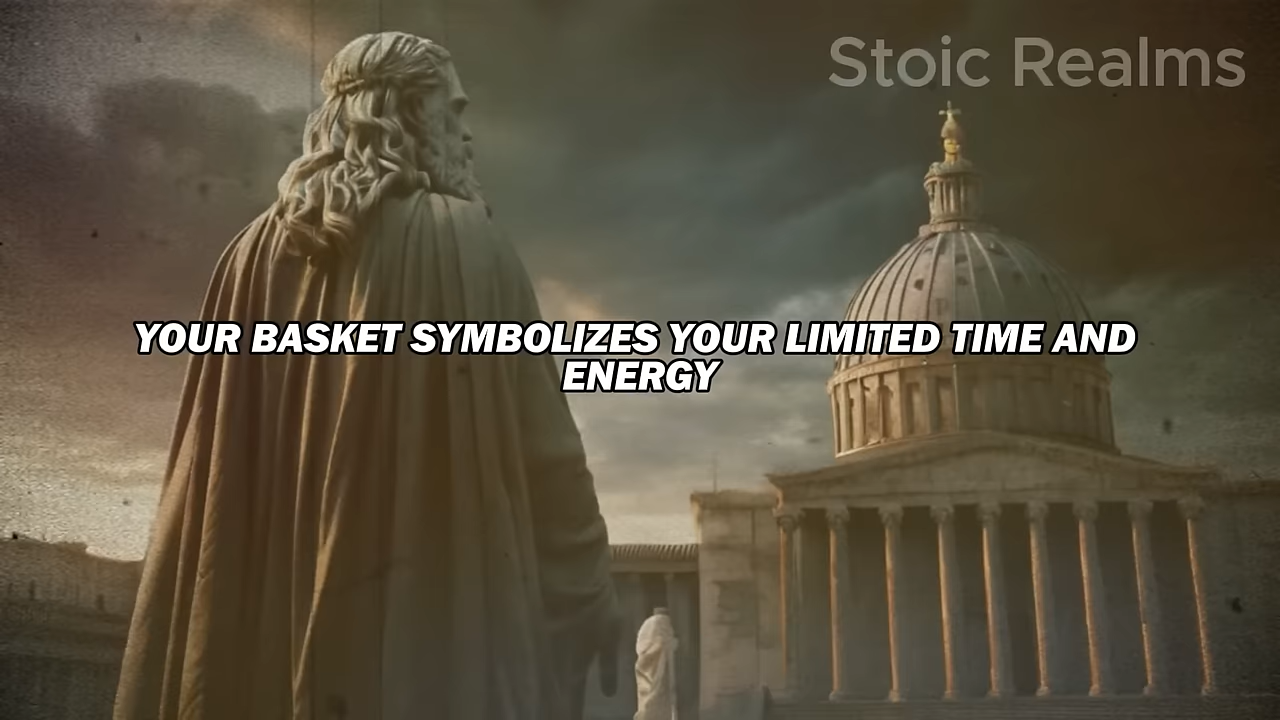 Stoic Realms
YOUR BASKET SYMBOLIZES YOUR LIMITED TIME AND
ENERGY